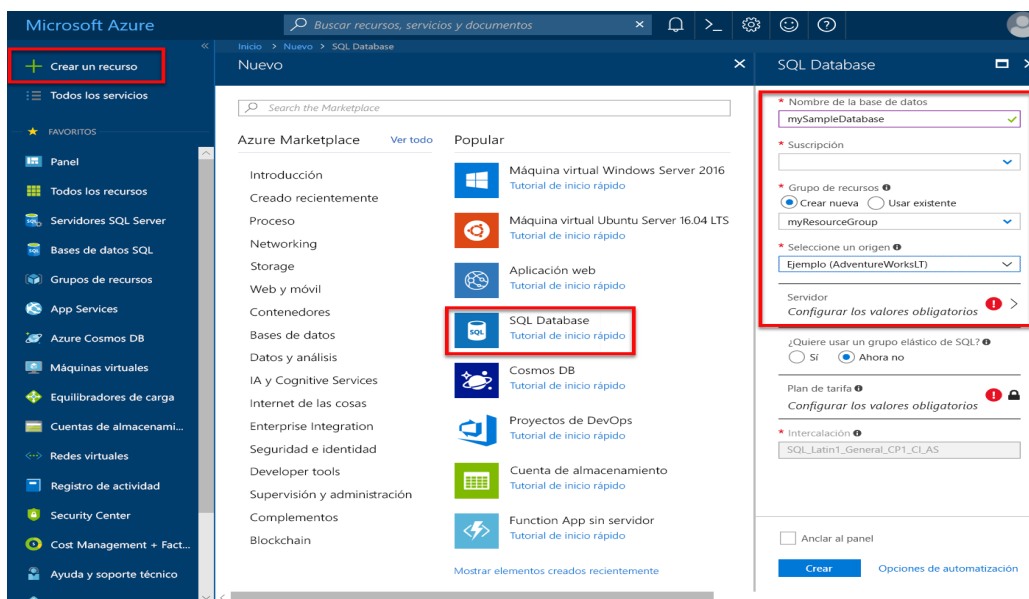 Microsoft Azure
Buscar recursos, servicios y documentos
Crear un recurso
Todos los servicios
FAVORITOS
Panel
Todos los recursos
Servidores SQL Server
Bases de datos SQL
Grupos de recursos
App Services
Azure Cosmos DB
Máquinas virtuales
Equilibradores de carga
Cuentas de almacenami...
Redes virtuales
Registro de actividad
Security Center
Cost Management + Fact...
Ayuda y soporte técnico
Inicio > Nuevo > SQL Database
Nuevo
Search the Marketplace
Azure Marketplace
Ver todo
Introducción
Creado recientemente
Proceso
Networking
Storage
Web y móvil
Contenedores
Bases de datos
Datos y análisis
IA y Cognitive Services
Internet de las cosas
Enterprise Integration
Seguridad e identidad
Developer tools
Supervisión y administración
Complementos
Blockchain
Popular
Máquina virtual Windows Server 2016
Tutorial de inicio rápido
Máquina virtual Ubuntu Server 16.04 LTS
Tutorial de inicio rápido
Aplicación web
Tutorial de inicio rápido
SQL
SQL Database
Tutorial de inicio rápido
Cosmos DB
Tutorial de inicio rápido
Proyectos de DevOps
Tutorial de inicio rápido
Cuenta de almacenamiento
Tutorial de inicio rápido
Function App sin servidor
Tutorial de inicio rápido
Mostrar elementos creados recientemente
SQL Database
* Nombre de la base de datos
mySampleDatabase
* Suscripción
* Grupo de recursos
Crear nueva Usar existente
myResourceGroup
* Seleccione un origen
Ejemplo (AdventureWorksLT)
Servidor
Configurar los valores obligatorios
¿Quiere usar un grupo elástico de SQL?
Sí Ahora no
Plan de tarifa
Configurar los valores obligatorios
* Intercalación
SQL_Latin1_General_CP1_CI_AS
Anclar al panel
Crear
Opciones de automatización